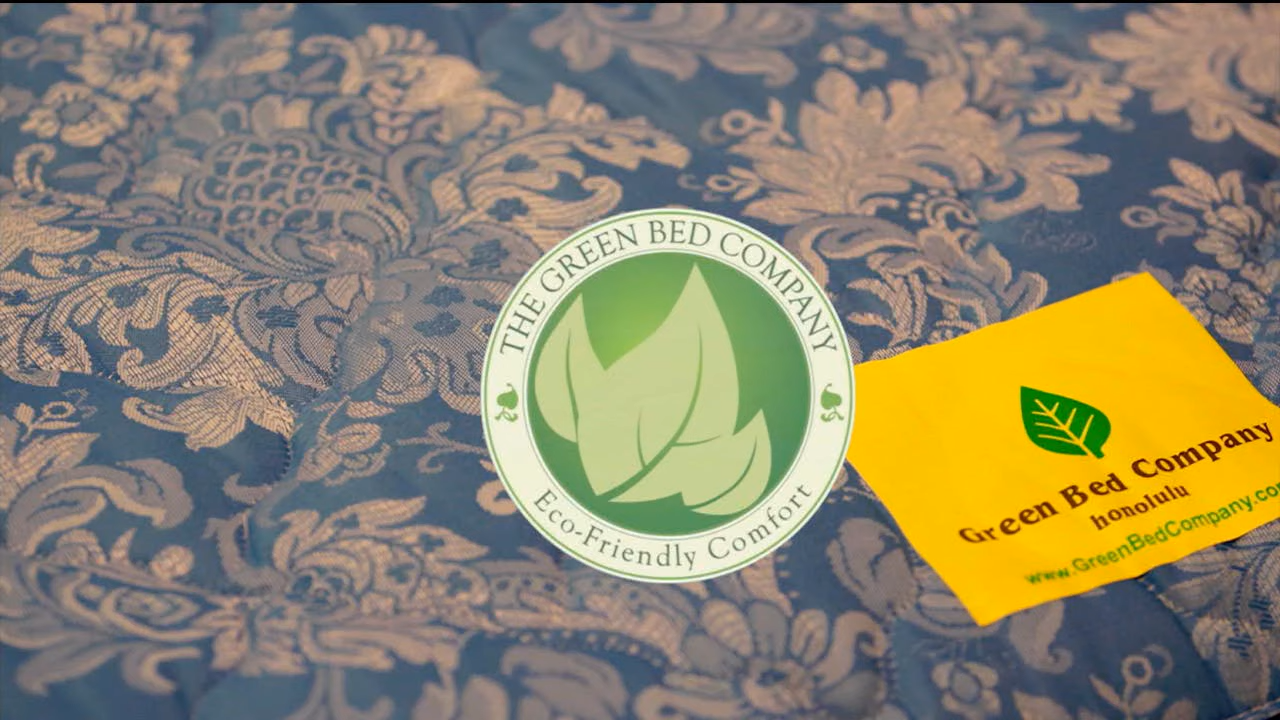 THE GREEN BED COMPANY
Eco-Friendly Comfort
Green Bed Company
honolulu
www.GreenBedCompany.co